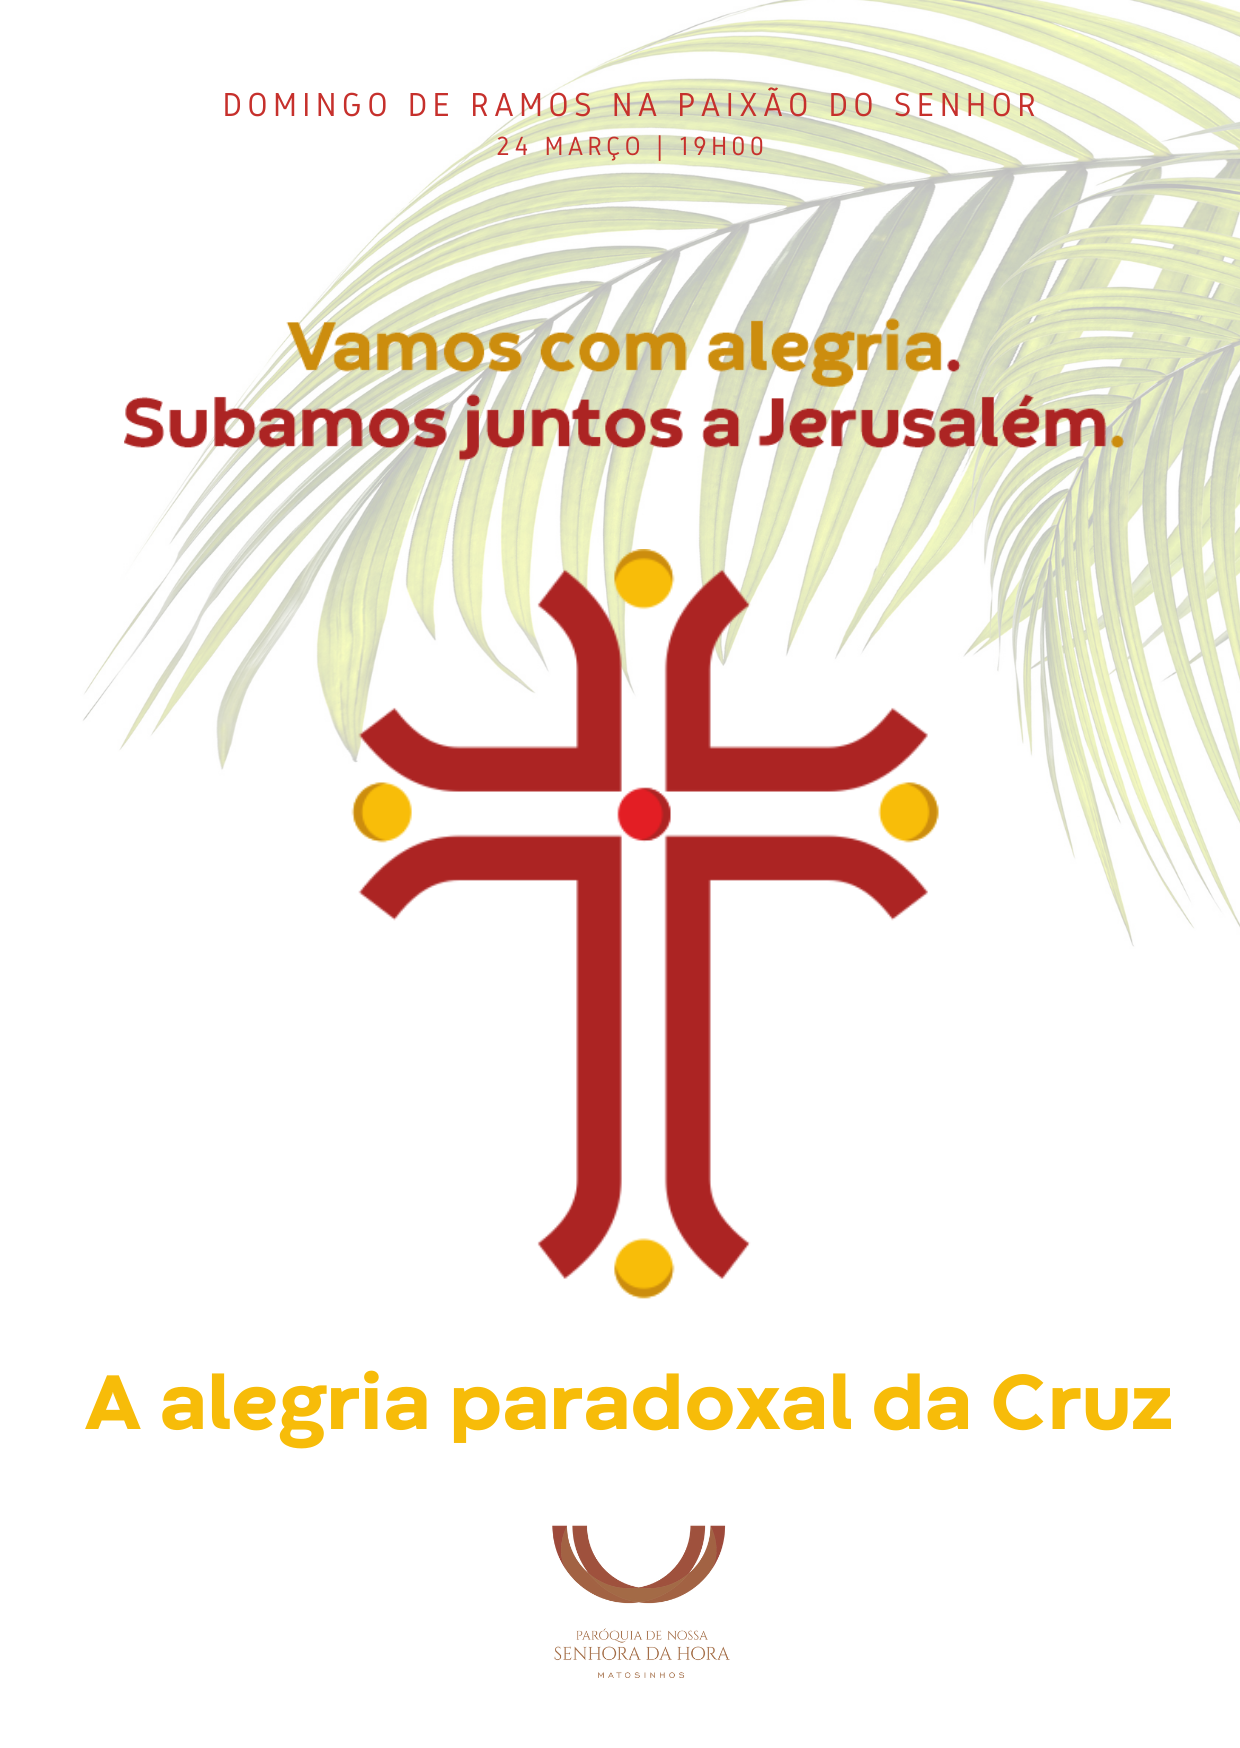 DOMINGO DE RAMOS NA PAIXÃO DO SENHOR
24 MARÇO | 19H00
Vamos com alegria.
Subamos juntos a Jerusalém.
A alegria paradoxal da Cruz
PARÓQUIA DE NOSSA
SENHORA DA HORA
MATOSINHOS